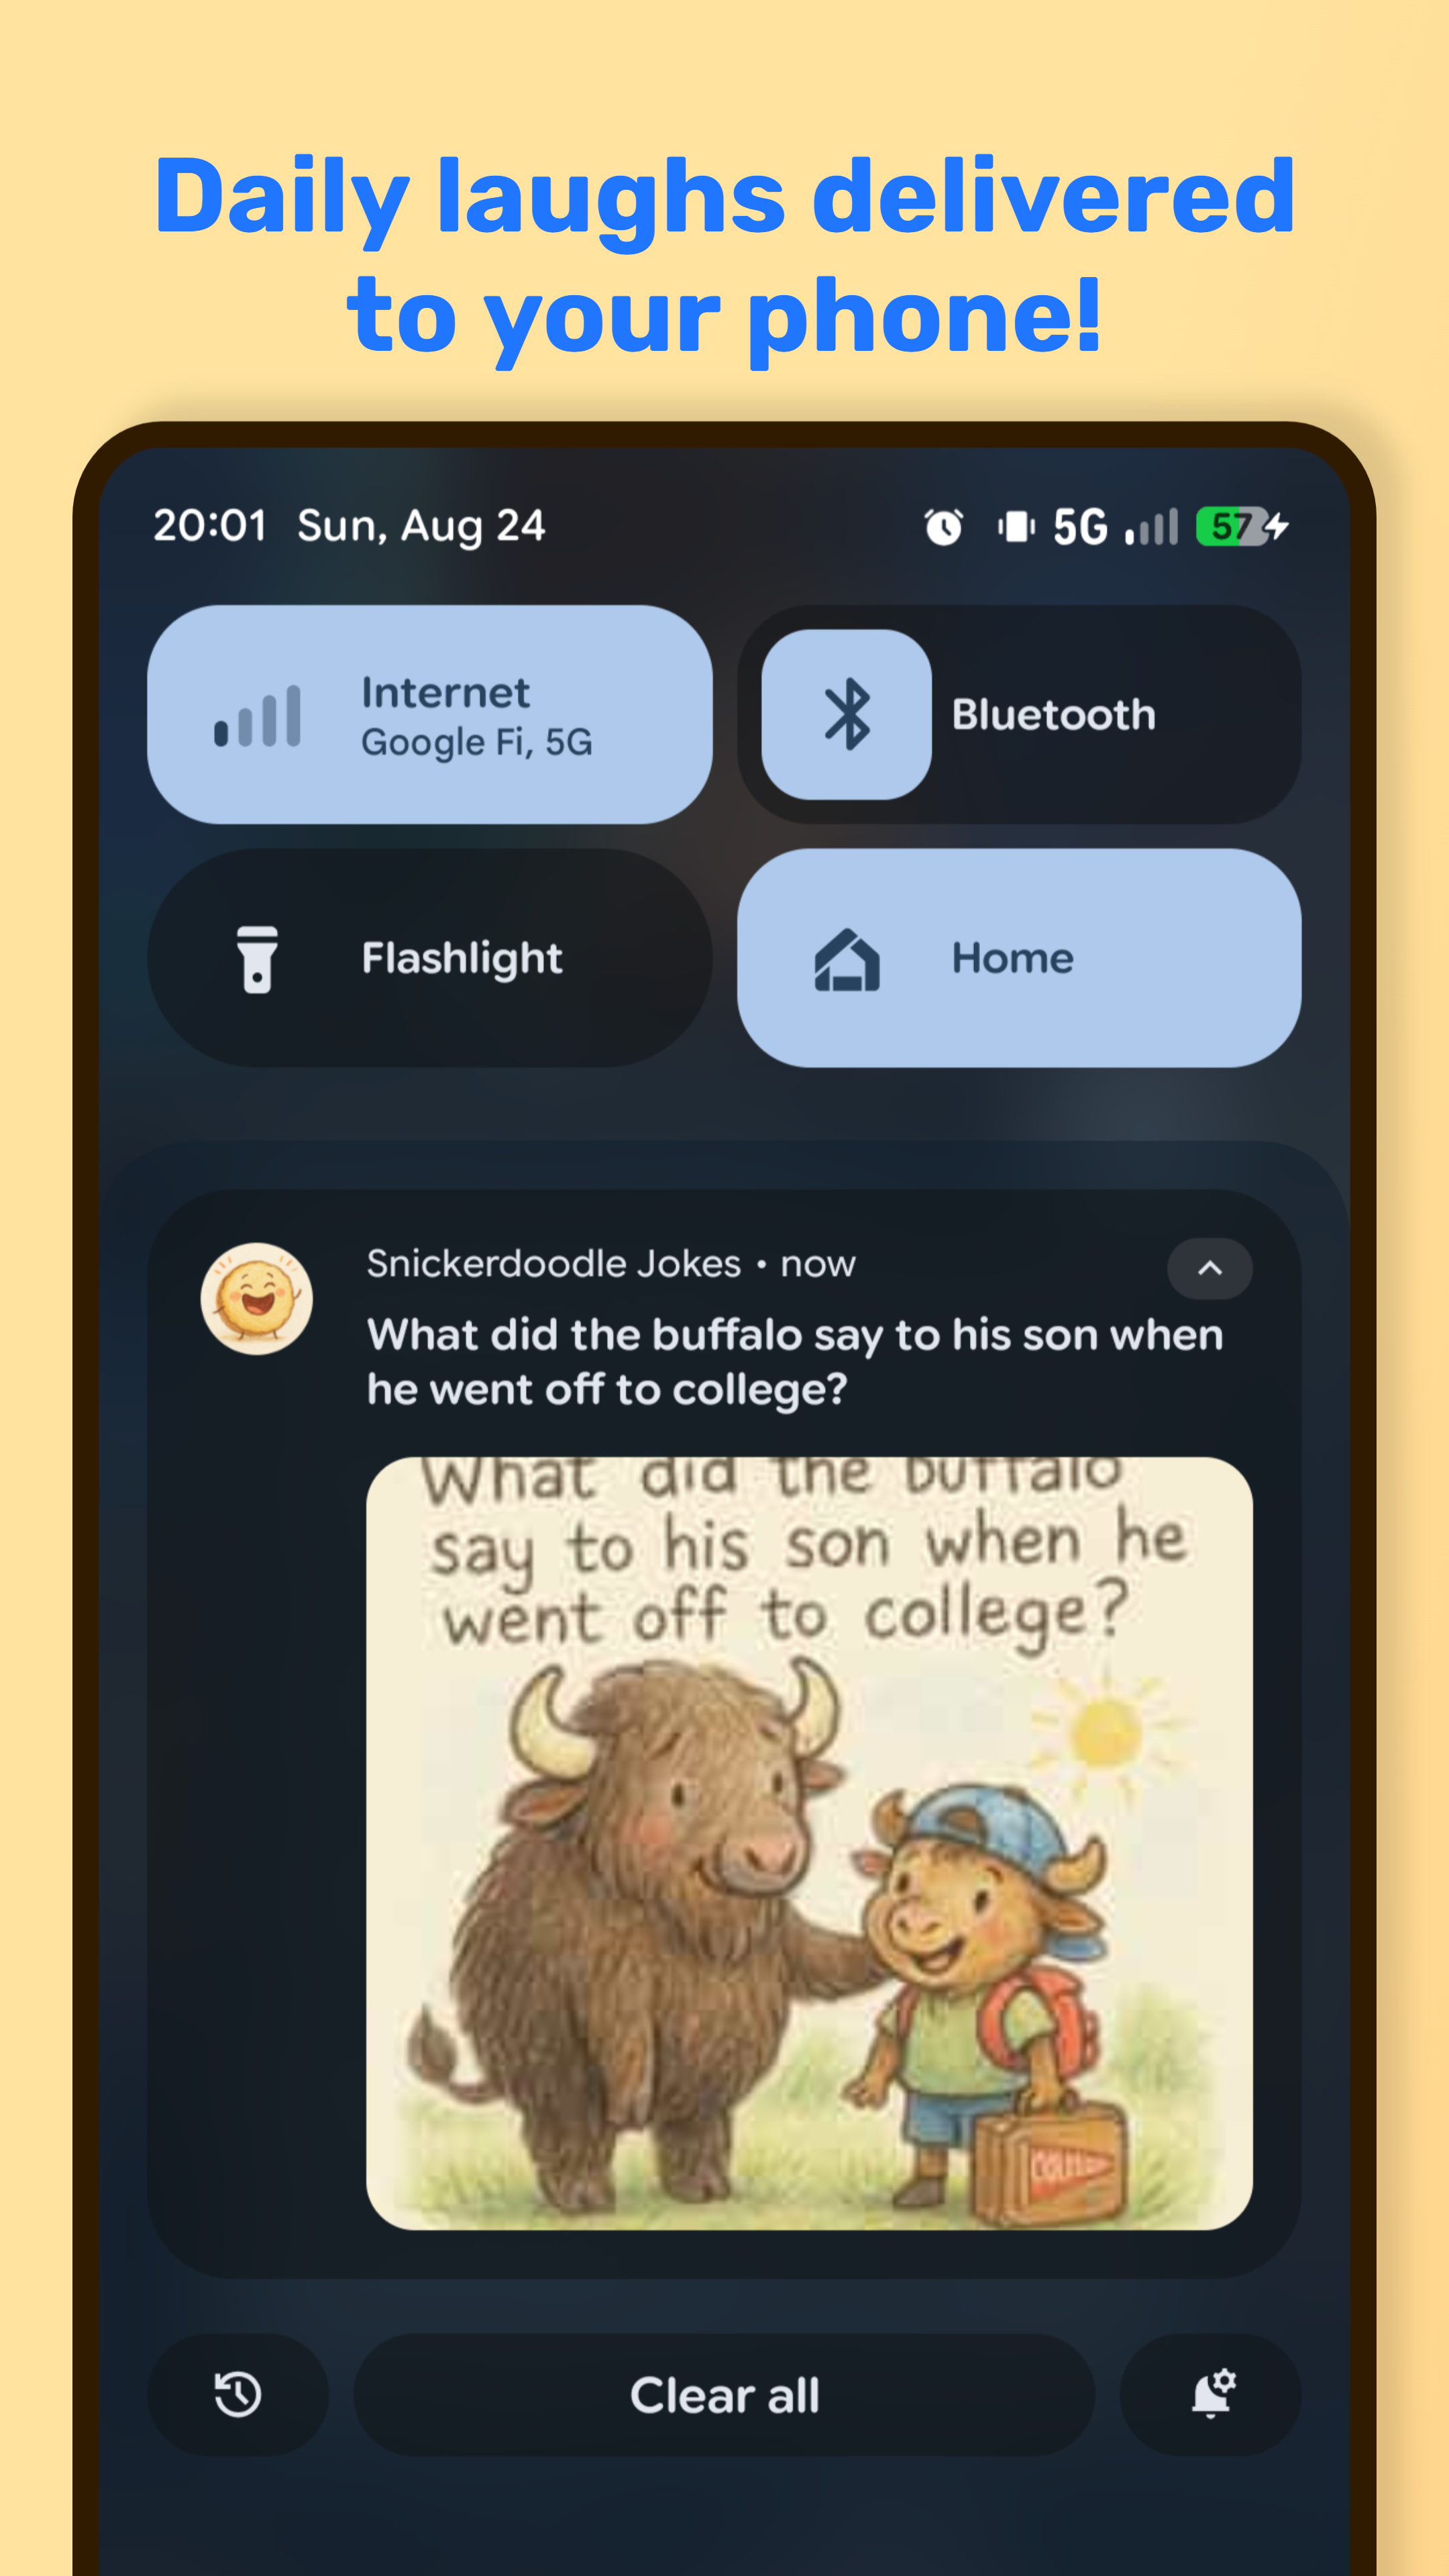 Daily laughs delivered
to your phone!
20:01 Sun, Aug 24
5G 57
Internet
Google Fi, 5G
Bluetooth
Flashlight
Home
Snickerdoodle Jokes • now
What did the buffalo say to his son when
he went off to college?
What did the buffalo
say to his son when he
went off to college?
Clear all